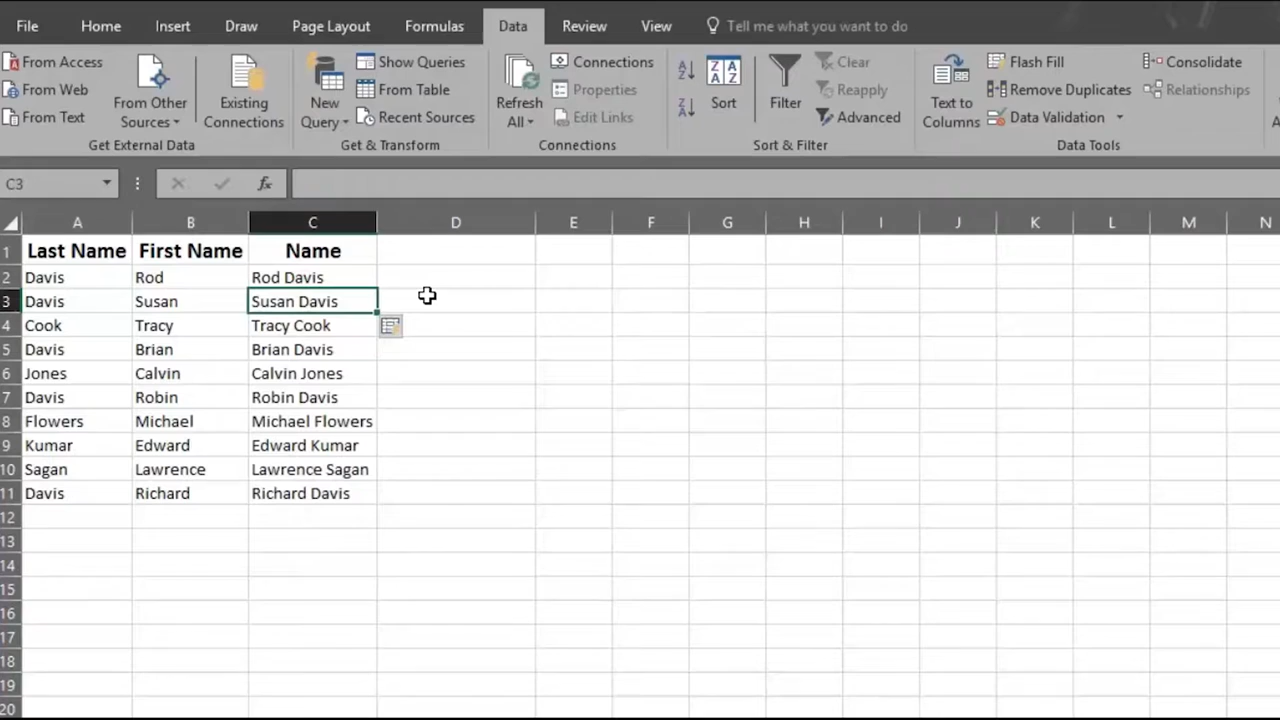 File Home Insert Draw Page Layout Formulas Data Review View Tell me what you want to do
From Access
From Web
From Text
From Other
Sources
Existing
Connections
Get External Data
New
Query
Show Queries
From Table
Recent Sources
Get & Transform
Refresh
All
Connections
Properties
Edit Links
Connections
Sort
Filter
Clear
Reapply
Advanced
Sort & Filter
Text to
Columns
Flash Fill
Remove Duplicates
Data Validation
Consolidate
Relationships
Data Tools
C3 fx
A B C D E F G H I J K L M N
1 Last Name First Name Name
2 Davis Rod Rod Davis
3 Davis Susan Susan Davis
4 Cook Tracy Tracy Cook
5 Davis Brian Brian Davis
6 Jones Calvin Calvin Jones
7 Davis Robin Robin Davis
8 Flowers Michael Michael Flowers
9 Kumar Edward Edward Kumar
10 Sagan Lawrence Lawrence Sagan
11 Davis Richard Richard Davis
12
13
14
15
16
17
18
19
20